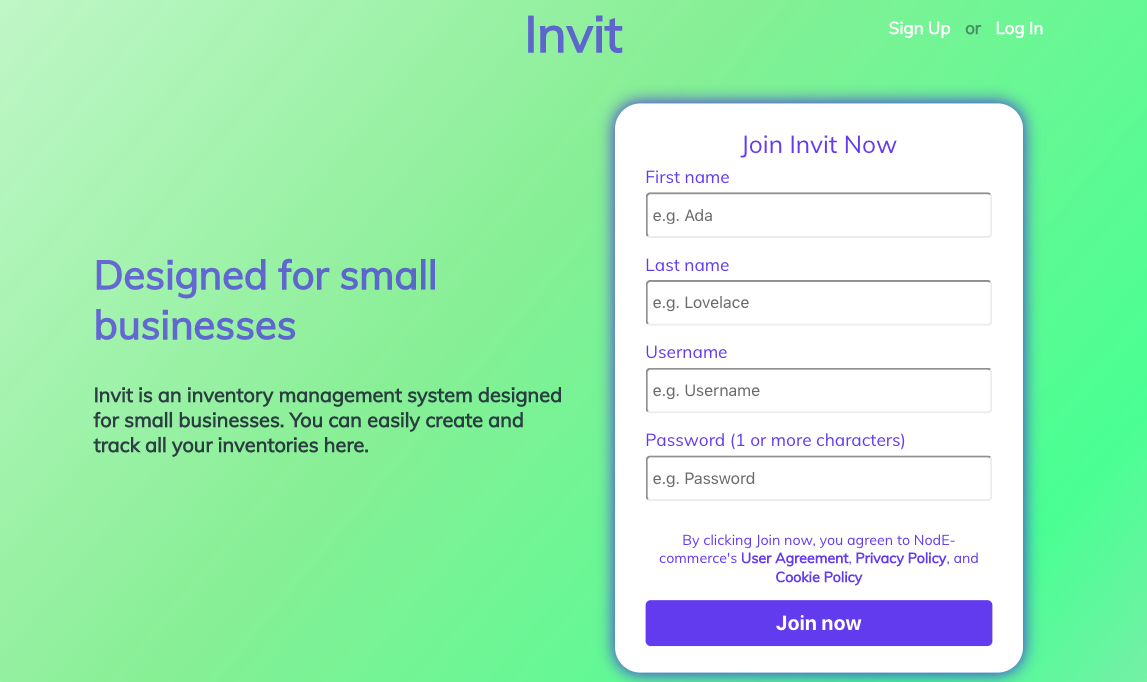 Invit
Sign Up or Log In
Designed for small
businesses
Invit is an inventory management system designed
for small businesses. You can easily create and
track all your inventories here.
Join Invit Now
First name
e.g. Ada
Last name
e.g. Lovelace
Username
e.g. Username
Password (1 or more characters)
e.g. Password
By clicking Join now, you agreen to NodE-
commerce's User Agreement, Privacy Policy, and
Cookie Policy
Join now